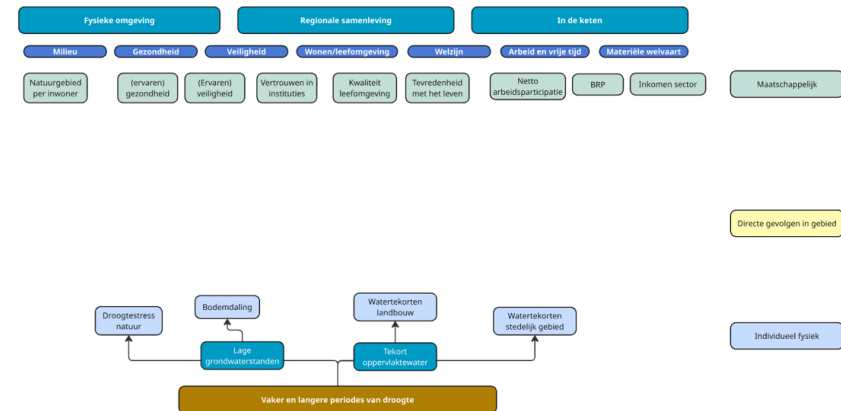 Fysieke omgeving
Regionale samenleving
In de keten
Milieu
Gezondheid
Veiligheid
Wonen/leefomgeving
Welzijn
Arbeid en vrije tijd
Materiële welvaart
Natuurgebied
per inwoner
(ervaren)
gezondheid
(Ervaren)
veiligheid
Vertrouwen in
instituties
Kwaliteit
leefomgeving
Tevredenheid
met het leven
Netto
arbeidsparticipatie
BRP
Inkomen sector
Maatschappelijk
Directe gevolgen in gebied
Droogtestress
natuur
Bodemdaling
Watertekorten
landbouw
Watertekorten
stedelijk gebied
Individueel fysiek
Lage
grondwaterstanden
Tekort
oppervlaktewater
Vaker en langere periodes van droogte